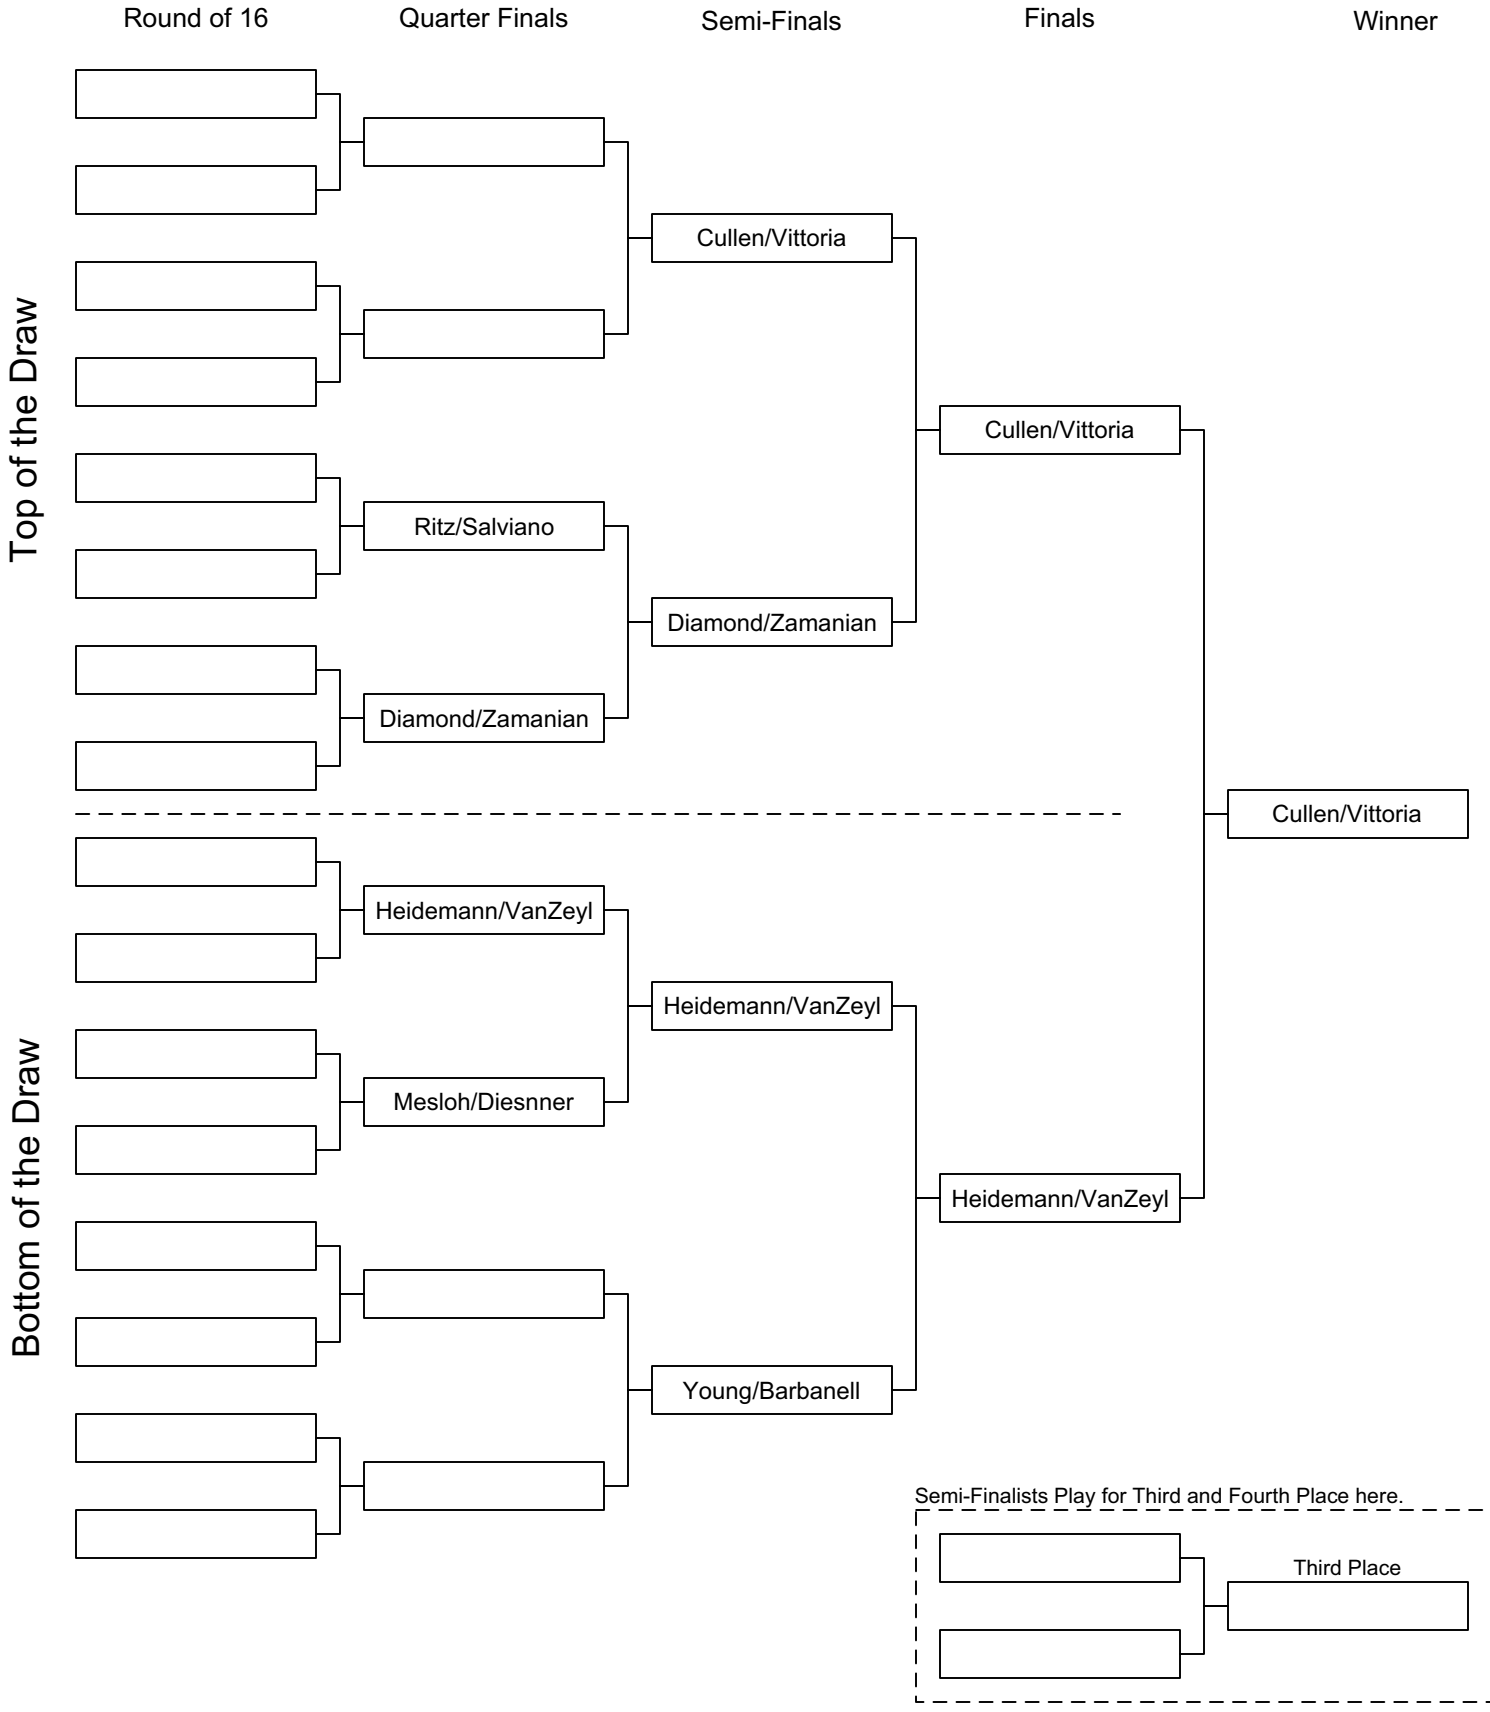 Round of 16
Quarter Finals
Semi-Finals
Finals
Winner
Top of the Draw
Cullen/Vittoria
Cullen/Vittoria
Ritz/Salviano
Diamond/Zamanian
Diamond/Zamanian
Cullen/Vittoria
Bottom of the Draw
Heidemann/VanZeyl
Heidemann/VanZeyl
Mesloh/Diesnner
Heidemann/VanZeyl
Young/Barbanell
Semi-Finalists Play for Third and Fourth Place here.
Third Place